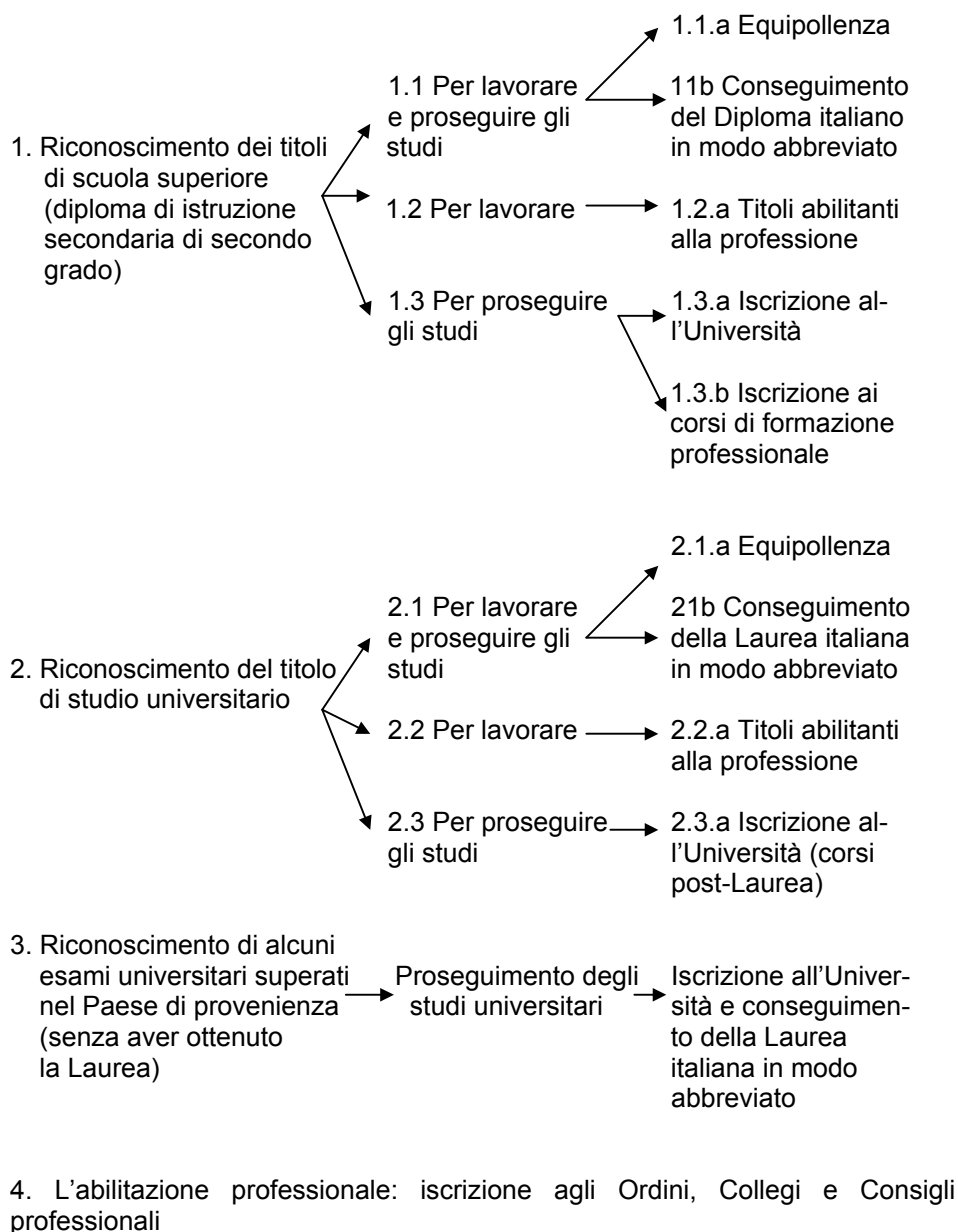 1.1.a Equipollenza
1.1 Per lavorare
e proseguire gli
studi
11b Conseguimento
del Diploma italiano
in modo abbreviato
1. Riconoscimento dei titoli
di scuola superiore
(diploma di istruzione
secondaria di secondo
grado)
1.2 Per lavorare
1.2.a Titoli abilitanti
alla professione
1.3 Per proseguire
gli studi
1.3.a Iscrizione al-
l’Università
1.3.b Iscrizione ai
corsi di formazione
professionale
2.1.a Equipollenza
2.1 Per lavorare
e proseguire gli
studi
21b Conseguimento
della Laurea italiana
in modo abbreviato
2. Riconoscimento del titolo
di studio universitario
2.2 Per lavorare
2.2.a Titoli abilitanti
alla professione
2.3 Per proseguire
gli studi
2.3.a Iscrizione al-
l’Università (corsi
post-Laurea)
3. Riconoscimento di alcuni
esami universitari superati
nel Paese di provenienza
(senza aver ottenuto
la Laurea)
Proseguimento degli
studi universitari
Iscrizione all’Univer-
sità e conseguimen-
to della Laurea
italiana in modo
abbreviato
4. L’abilitazione professionale: iscrizione agli Ordini, Collegi e Consigli
professionali